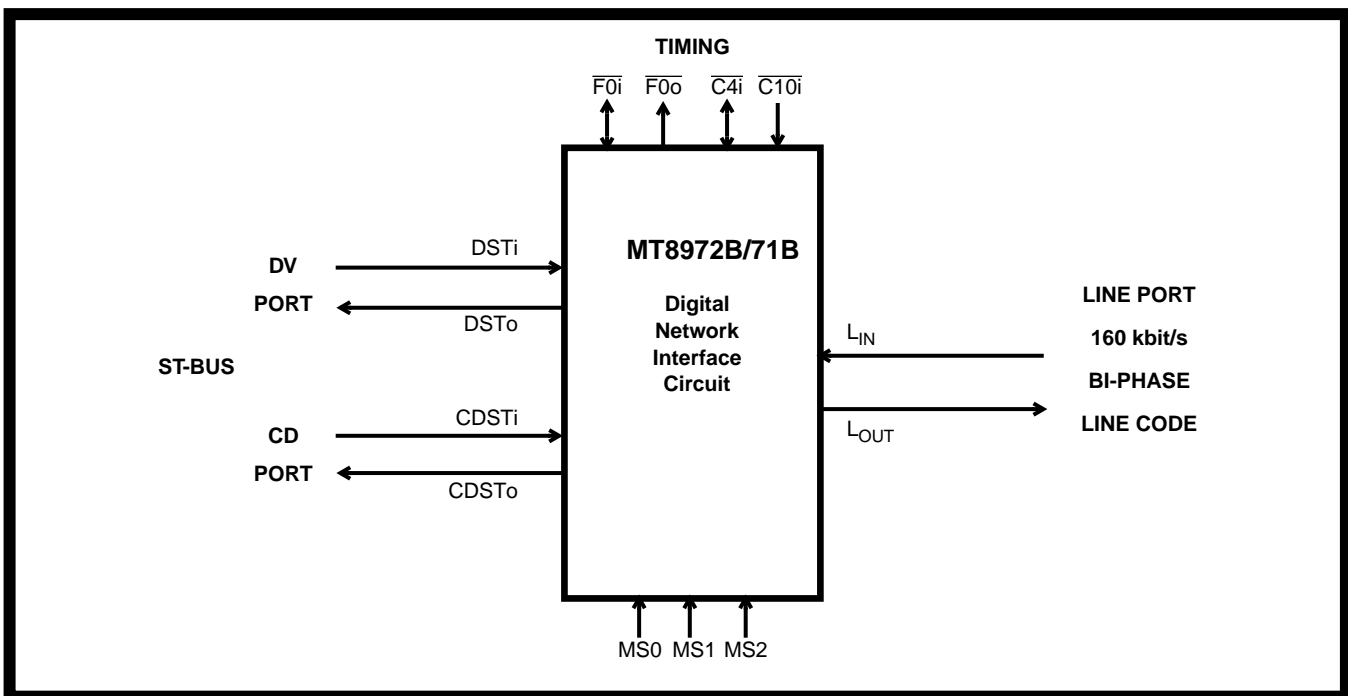 TIMING
F0i F0o C4i C10i
MT8972B/71B
Digital
Network
Interface
Circuit
DV
PORT
DSTi
DSTo
ST-BUS
CD
PORT
CDSTi
CDSTo
LIN
LOUT
LINE PORT
160 kbit/s
BI-PHASE
LINE CODE
MS0 MS1 MS2